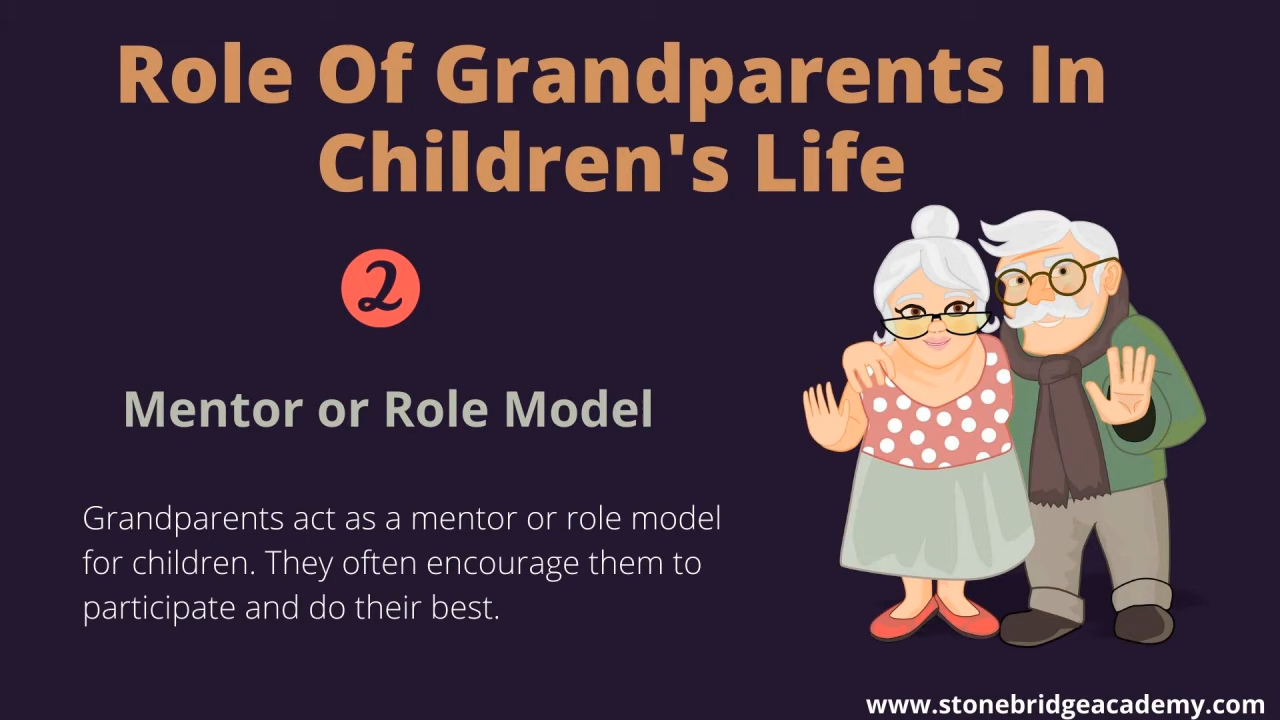 Role Of Grandparents In
Children's Life
2
Mentor or Role Model
Grandparents act as a mentor or role model
for children. They often encourage them to
participate and do their best.
www.stonebridgeacademy.com